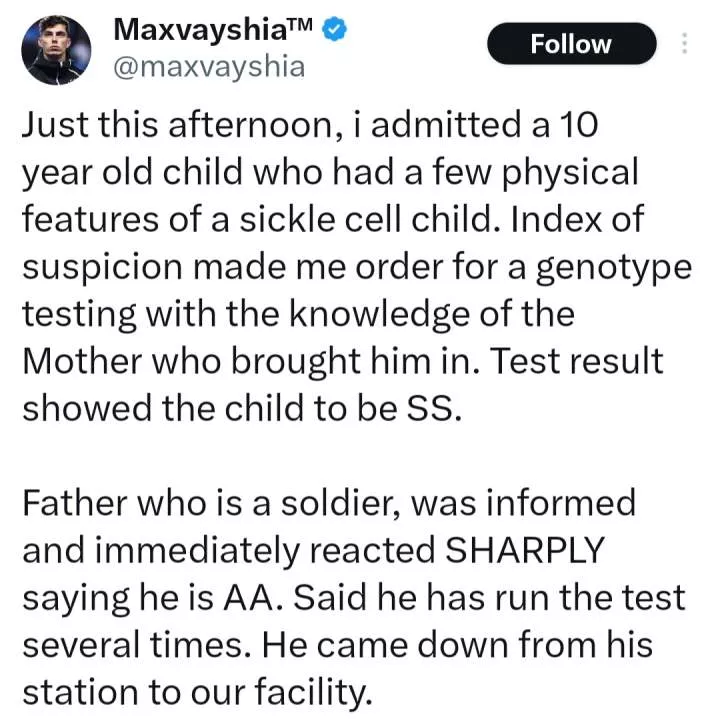 Maxvayshia™
@maxvayshia
Follow
Just this afternoon, i admitted a 10
year old child who had a few physical
features of a sickle cell child. Index of
suspicion made me order for a genotype
testing with the knowledge of the
Mother who brought him in. Test result
showed the child to be SS.
Father who is a soldier, was informed
and immediately reacted SHARPLY
saying he is AA. Said he has run the test
several times. He came down from his
station to our facility.